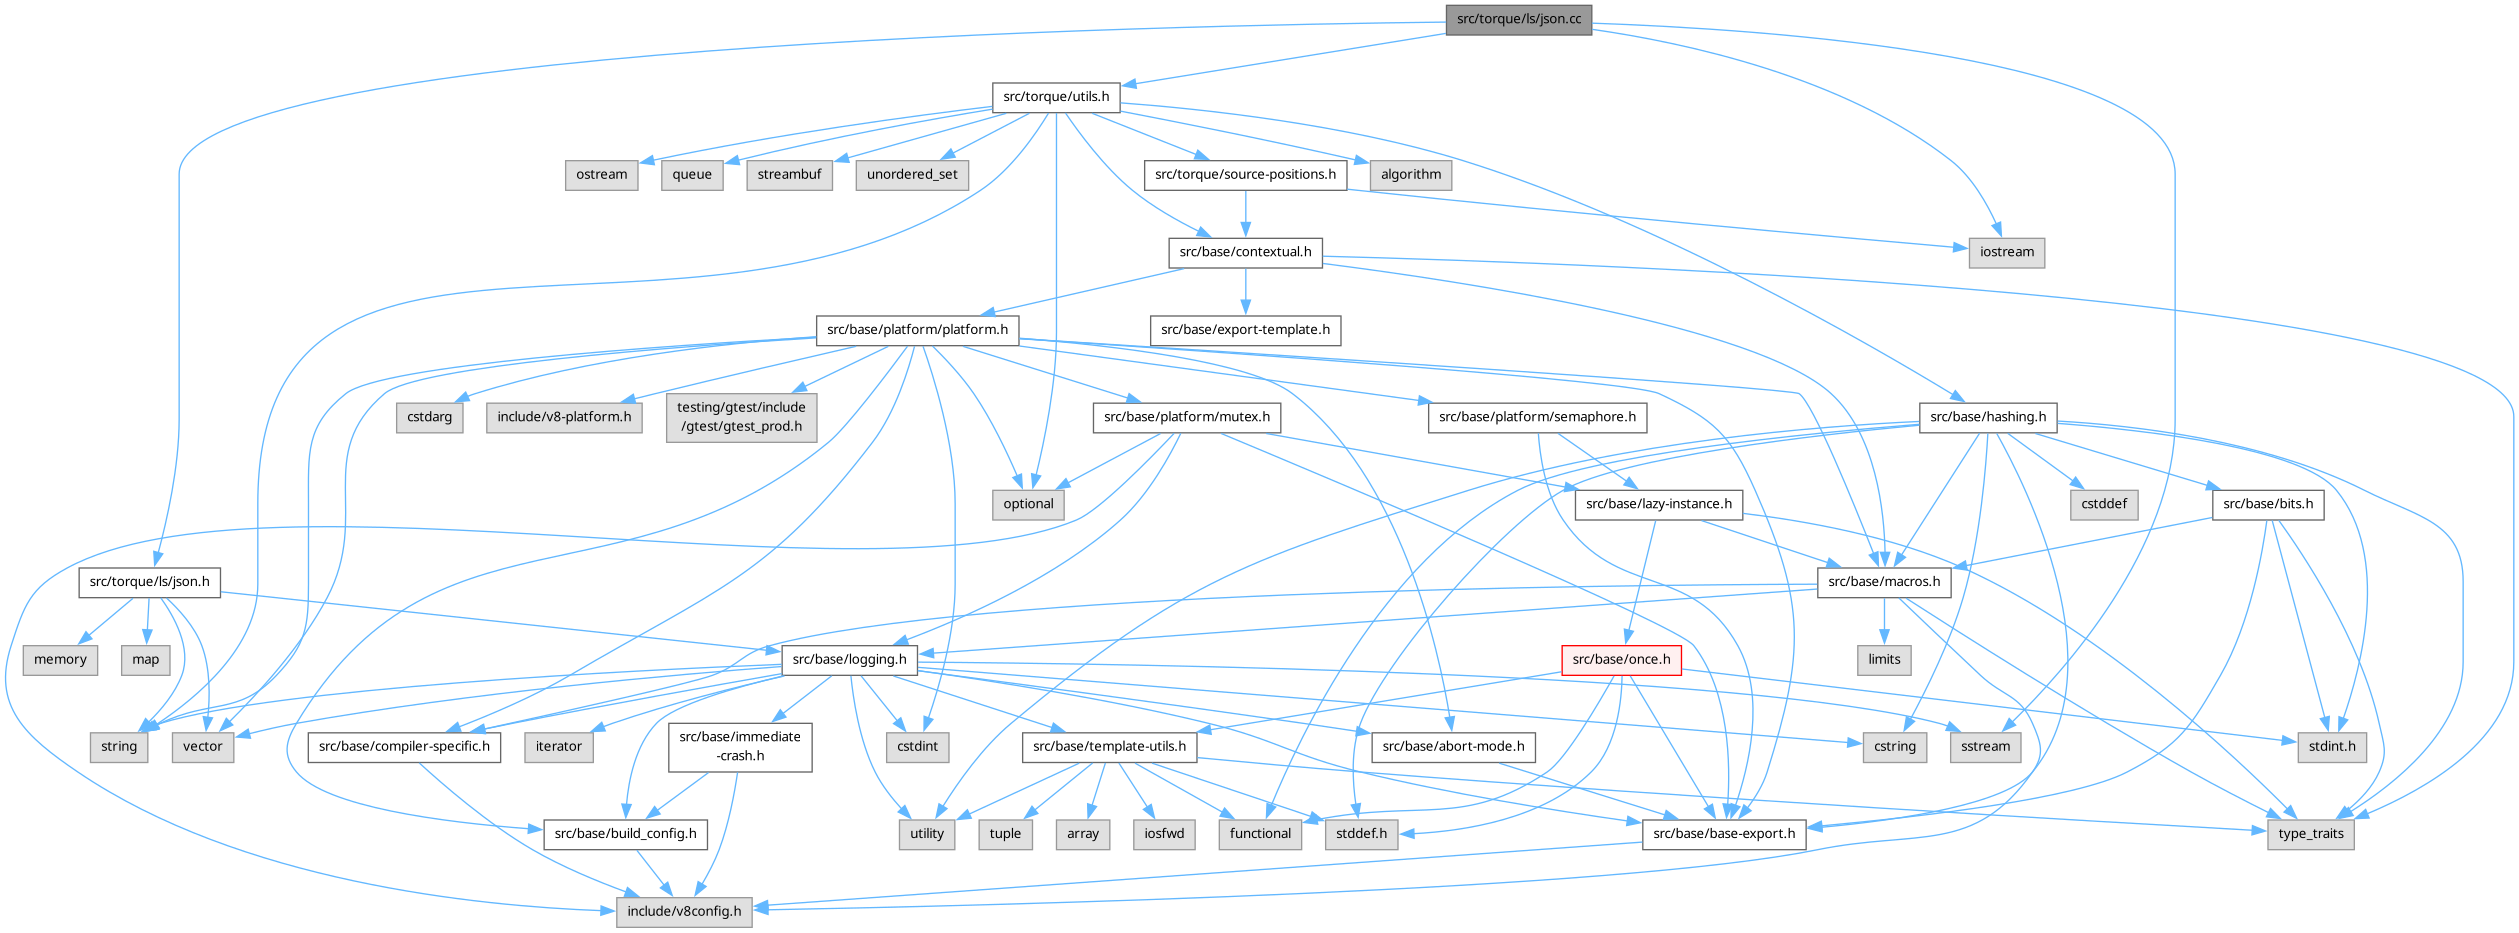 src/torque/ls/json.cc
src/torque/utils.h
ostream
queue
streambuf
unordered_set
src/torque/source-positions.h
algorithm
src/base/contextual.h
iostream
src/base/platform/platform.h
src/base/export-template.h
cstdarg
include/v8-platform.h
testing/gtest/include
/gtest/gtest_prod.h
src/base/platform/mutex.h
src/base/platform/semaphore.h
src/base/hashing.h
optional
src/base/lazy-instance.h
cstddef
src/base/bits.h
src/torque/ls/json.h
src/base/macros.h
memory
map
src/base/logging.h
src/base/once.h
limits
string
vector
src/base/compiler-specific.h
iterator
src/base/immediate
-crash.h
cstdint
src/base/template-utils.h
src/base/abort-mode.h
cstring
sstream
stdint.h
src/base/build_config.h
utility
tuple
array
iosfwd
functional
stddef.h
src/base/base-export.h
type_traits
include/v8config.h